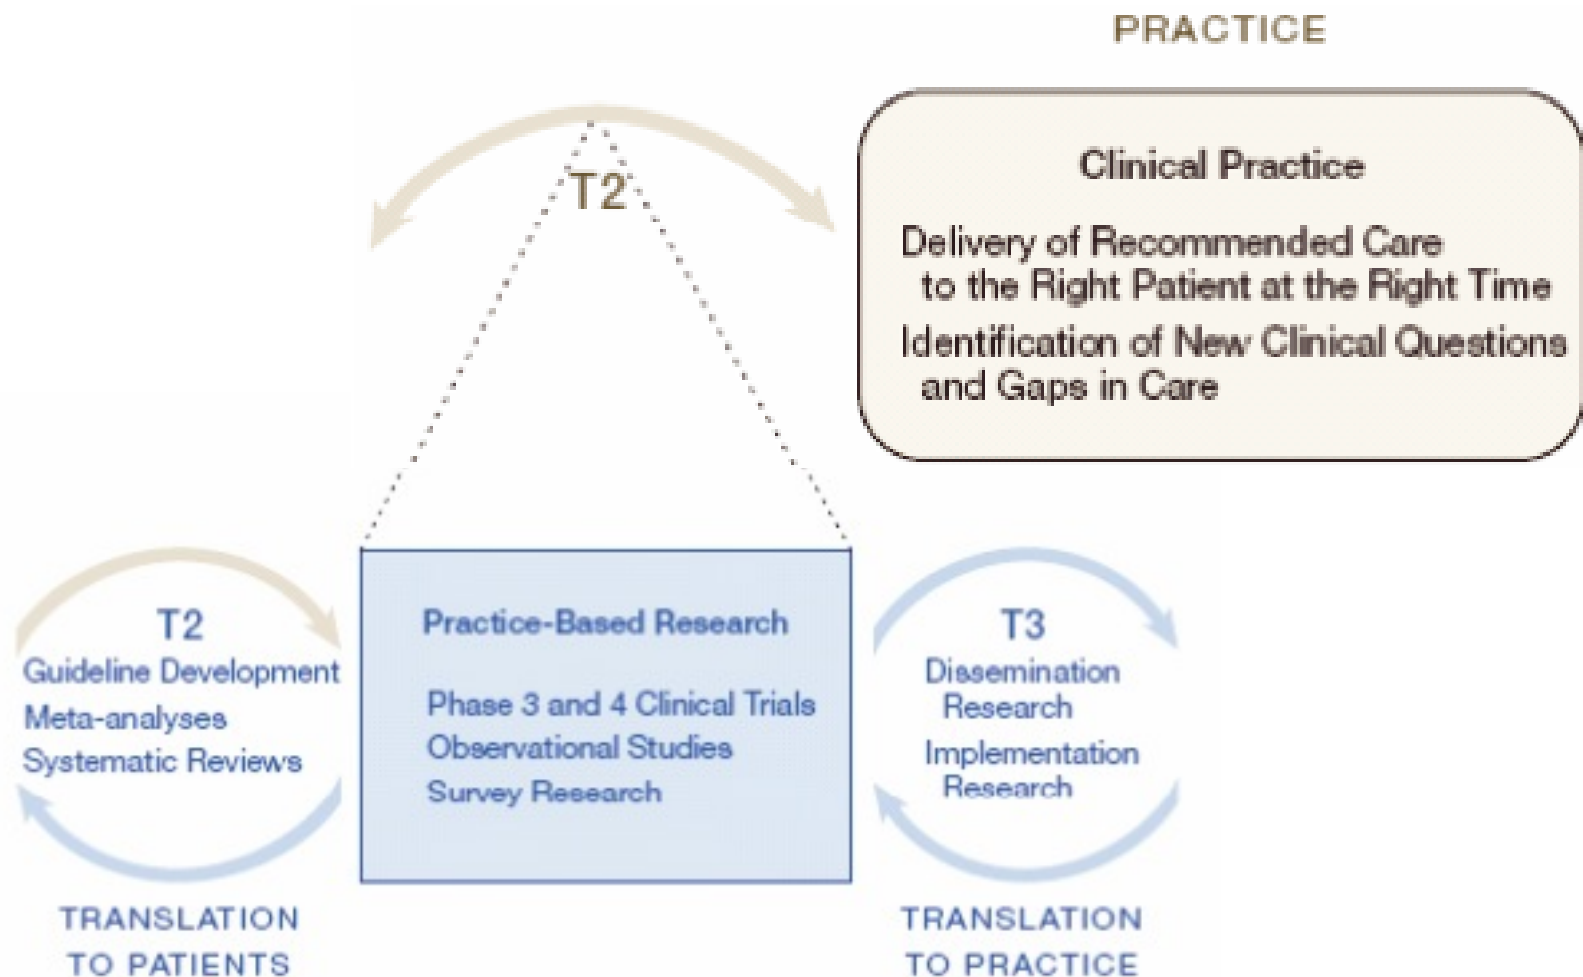 PRACTICE
T2
Clinical Practice
Delivery of Recommended Care
to the Right Patient at the Right Time
Identification of New Clinical Questions
and Gaps in Care
T2
Guideline Development
Meta-analyses
Systematic Reviews
TRANSLATION
TO PATIENTS
Practice-Based Research
Phase 3 and 4 Clinical Trials
Observational Studies
Survey Research
T3
Dissemination
Research
Implementation
Research
TRANSLATION
TO PRACTICE